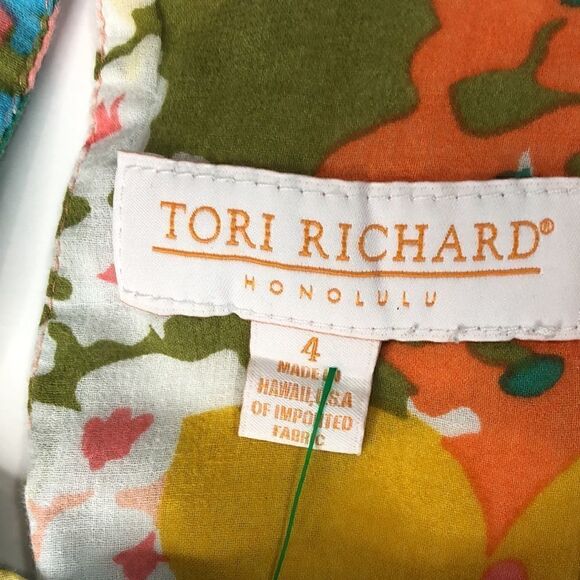 TORI RICHARD®
HONOLULU
4
MADE IN
HAWAII, U.S.A
OF IMPORTED
FABRIC